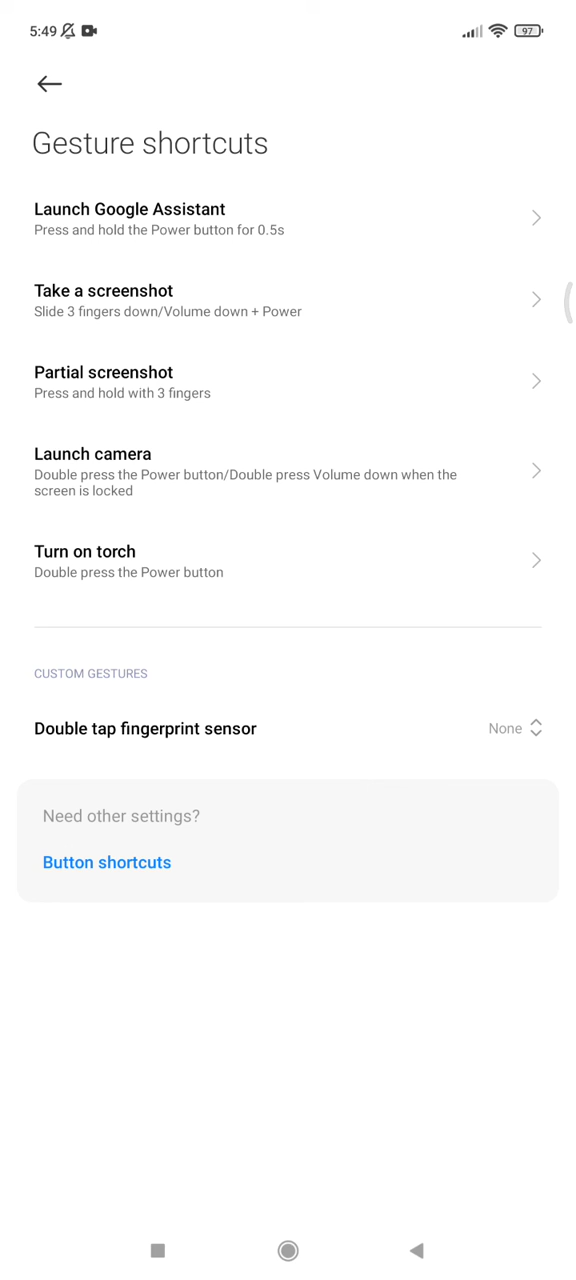 5:49
97
Gesture shortcuts
Launch Google Assistant
Press and hold the Power button for 0.5s
Take a screenshot
Slide 3 fingers down/Volume down + Power
Partial screenshot
Press and hold with 3 fingers
Launch camera
Double press the Power button/Double press Volume down when the
screen is locked
Turn on torch
Double press the Power button
CUSTOM GESTURES
Double tap fingerprint sensor
None
Need other settings?
Button shortcuts